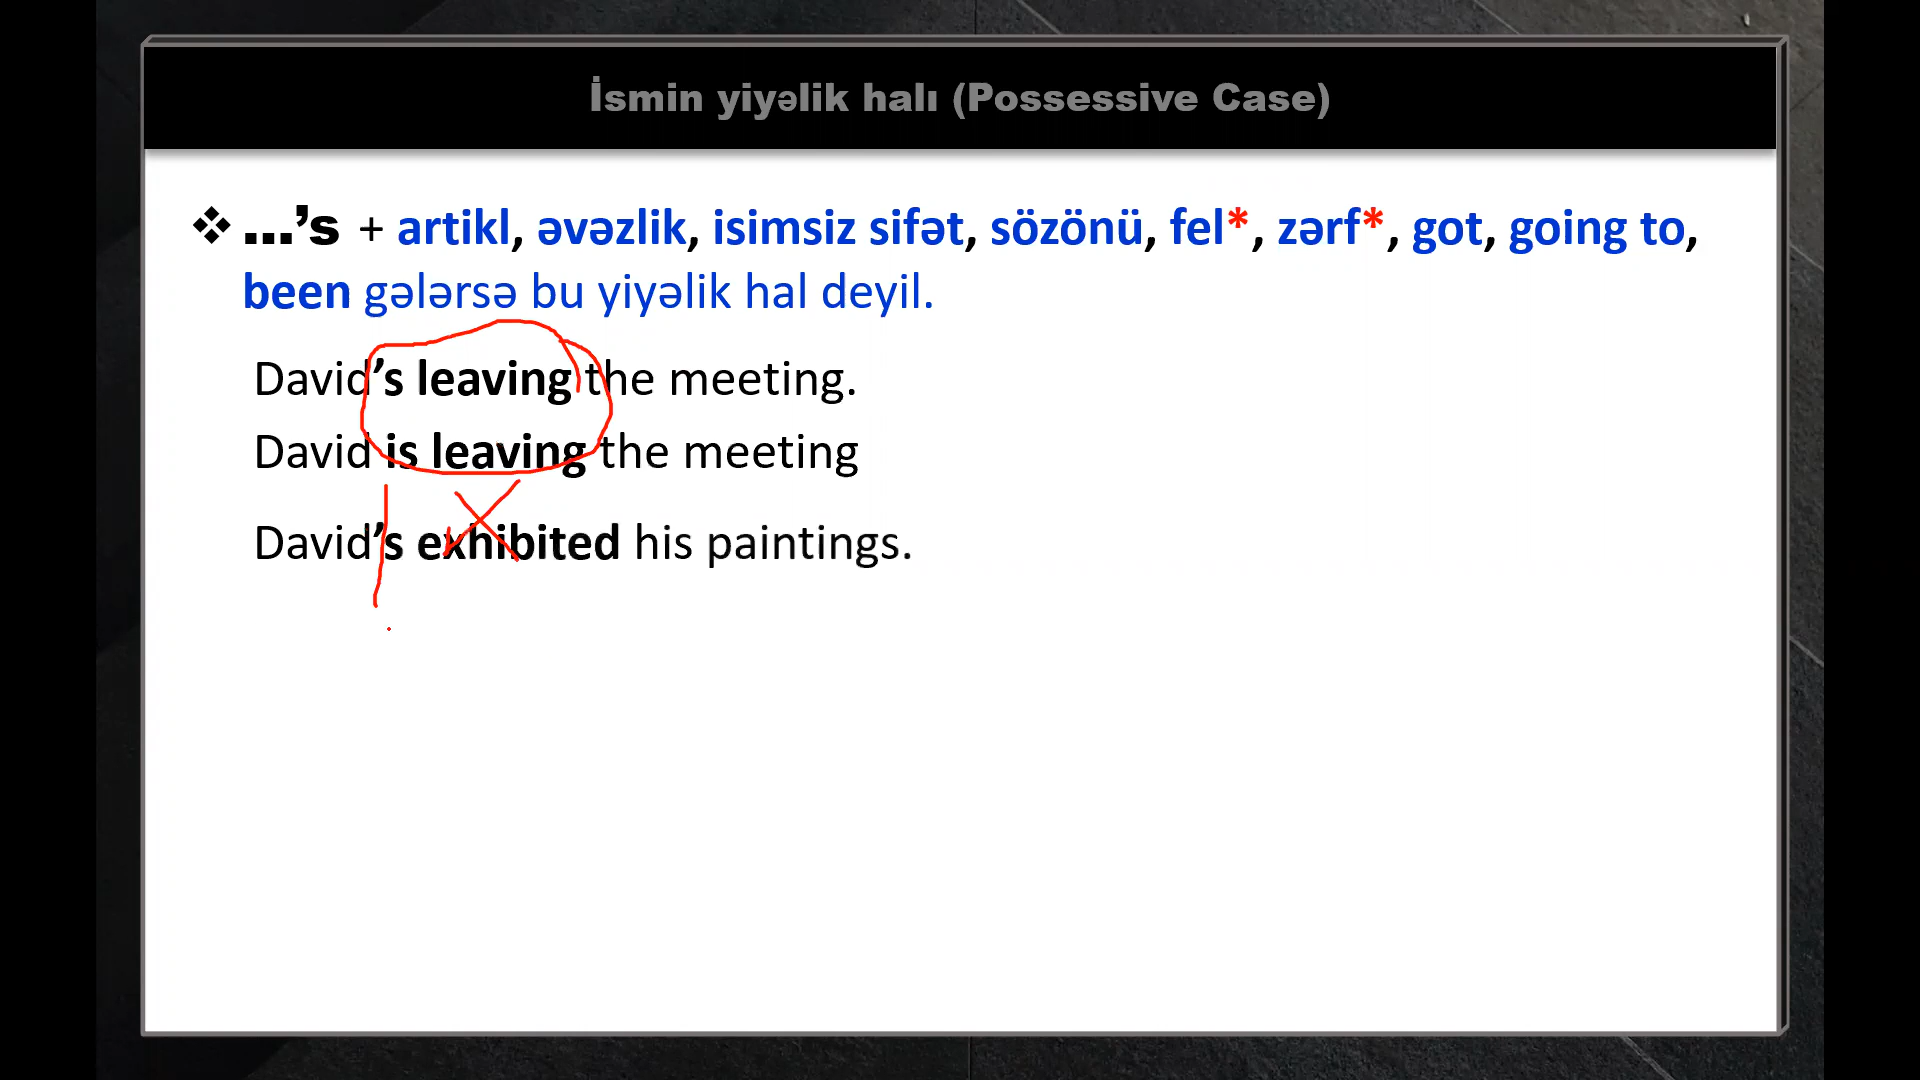 İsmin yiyəlik halı (Possessive Case)
❖ ...’s + artikl, əvəzlik, isimsiz sifət, sözönü, fel*, zərf*, got, going to,
been gələrsə bu yiyəlik hal deyil.
David’s leaving the meeting.
David is leaving the meeting
David’s exhibited his paintings.